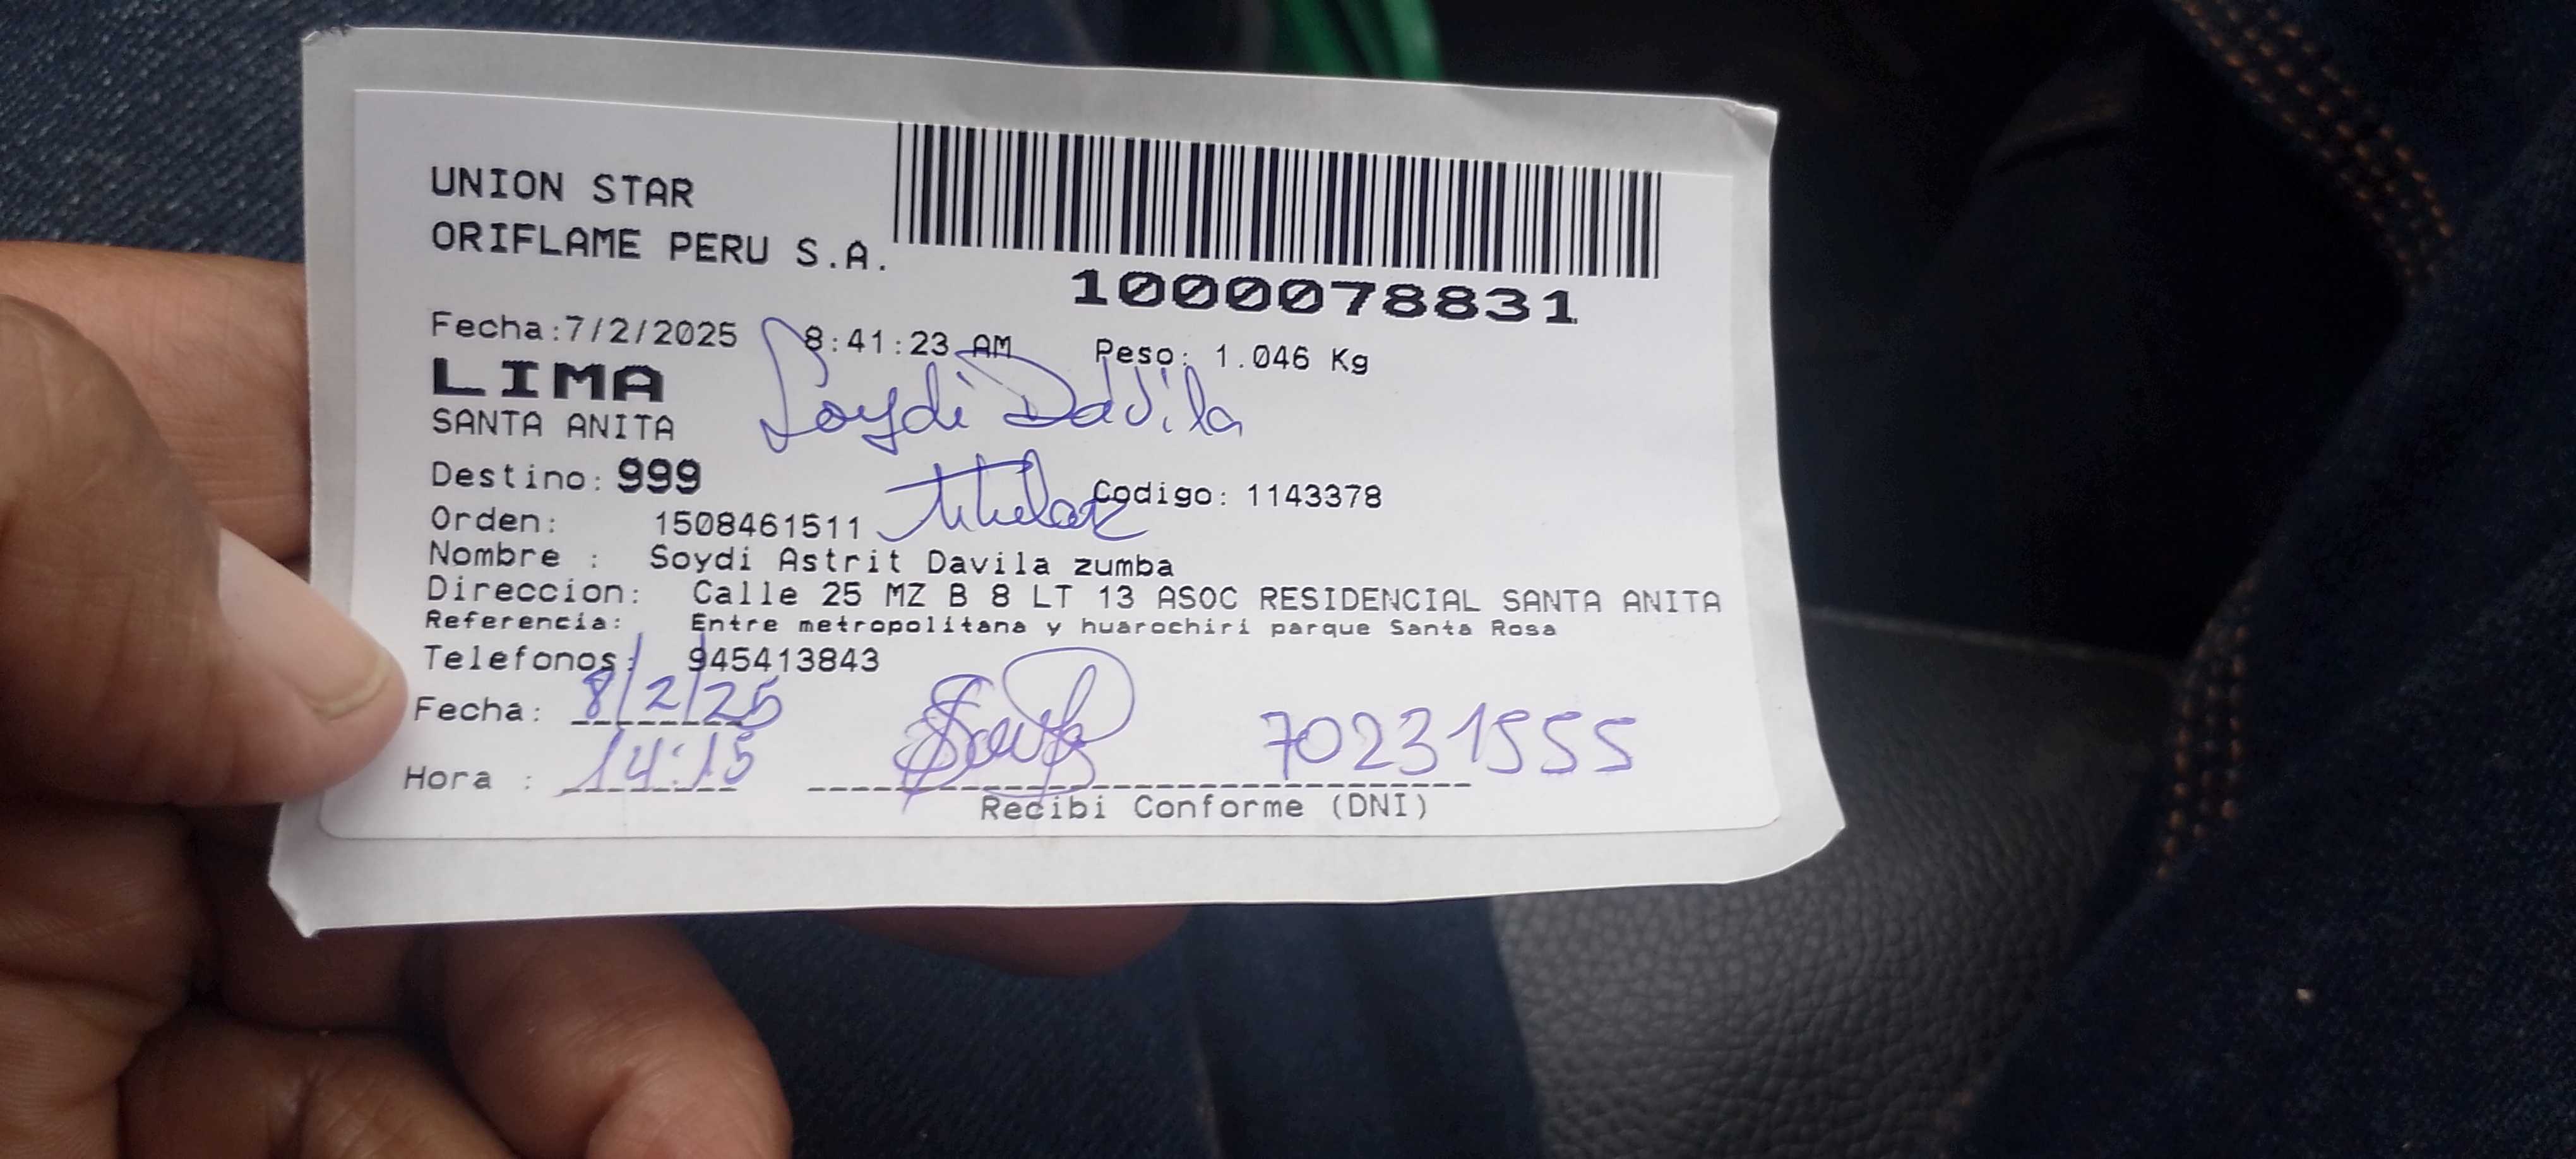 UNION STAR
ORIFLAME PERU S.A.
1000078831
Fecha:7/2/2025 8:41:23 AM Peso: 1.046 Kg
LIMA
SANTA ANITA
Soydi Davila
Destino: 999
titular
Codigo: 1143378
Orden: 1508461511
Nombre : Soydi Astrit Davila zumba
Direccion: Calle 25 MZ B 8 LT 13 ASOC RESIDENCIAL SANTA ANITA
Referencia: Entre metropolitana y huarochiri parque Santa Rosa
Telefonos: 945413843
Fecha: 8/2/25
Hora : 14:15
70231555
Recibi Conforme (DNI)